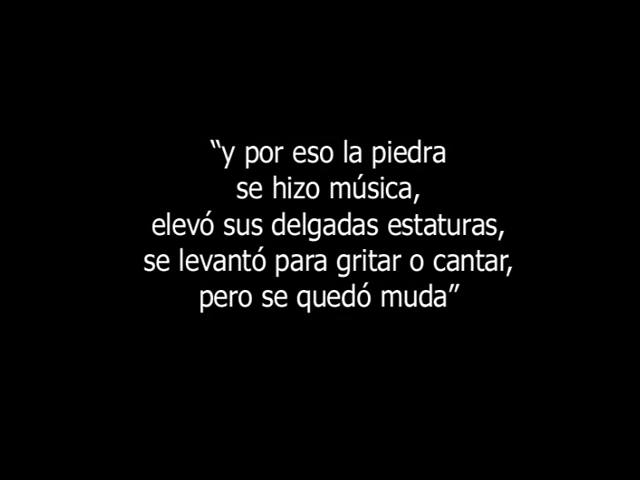 “y por eso la piedra
se hizo música,
elevó sus delgadas estaturas,
se levantó para gritar o cantar,
pero se quedó muda”